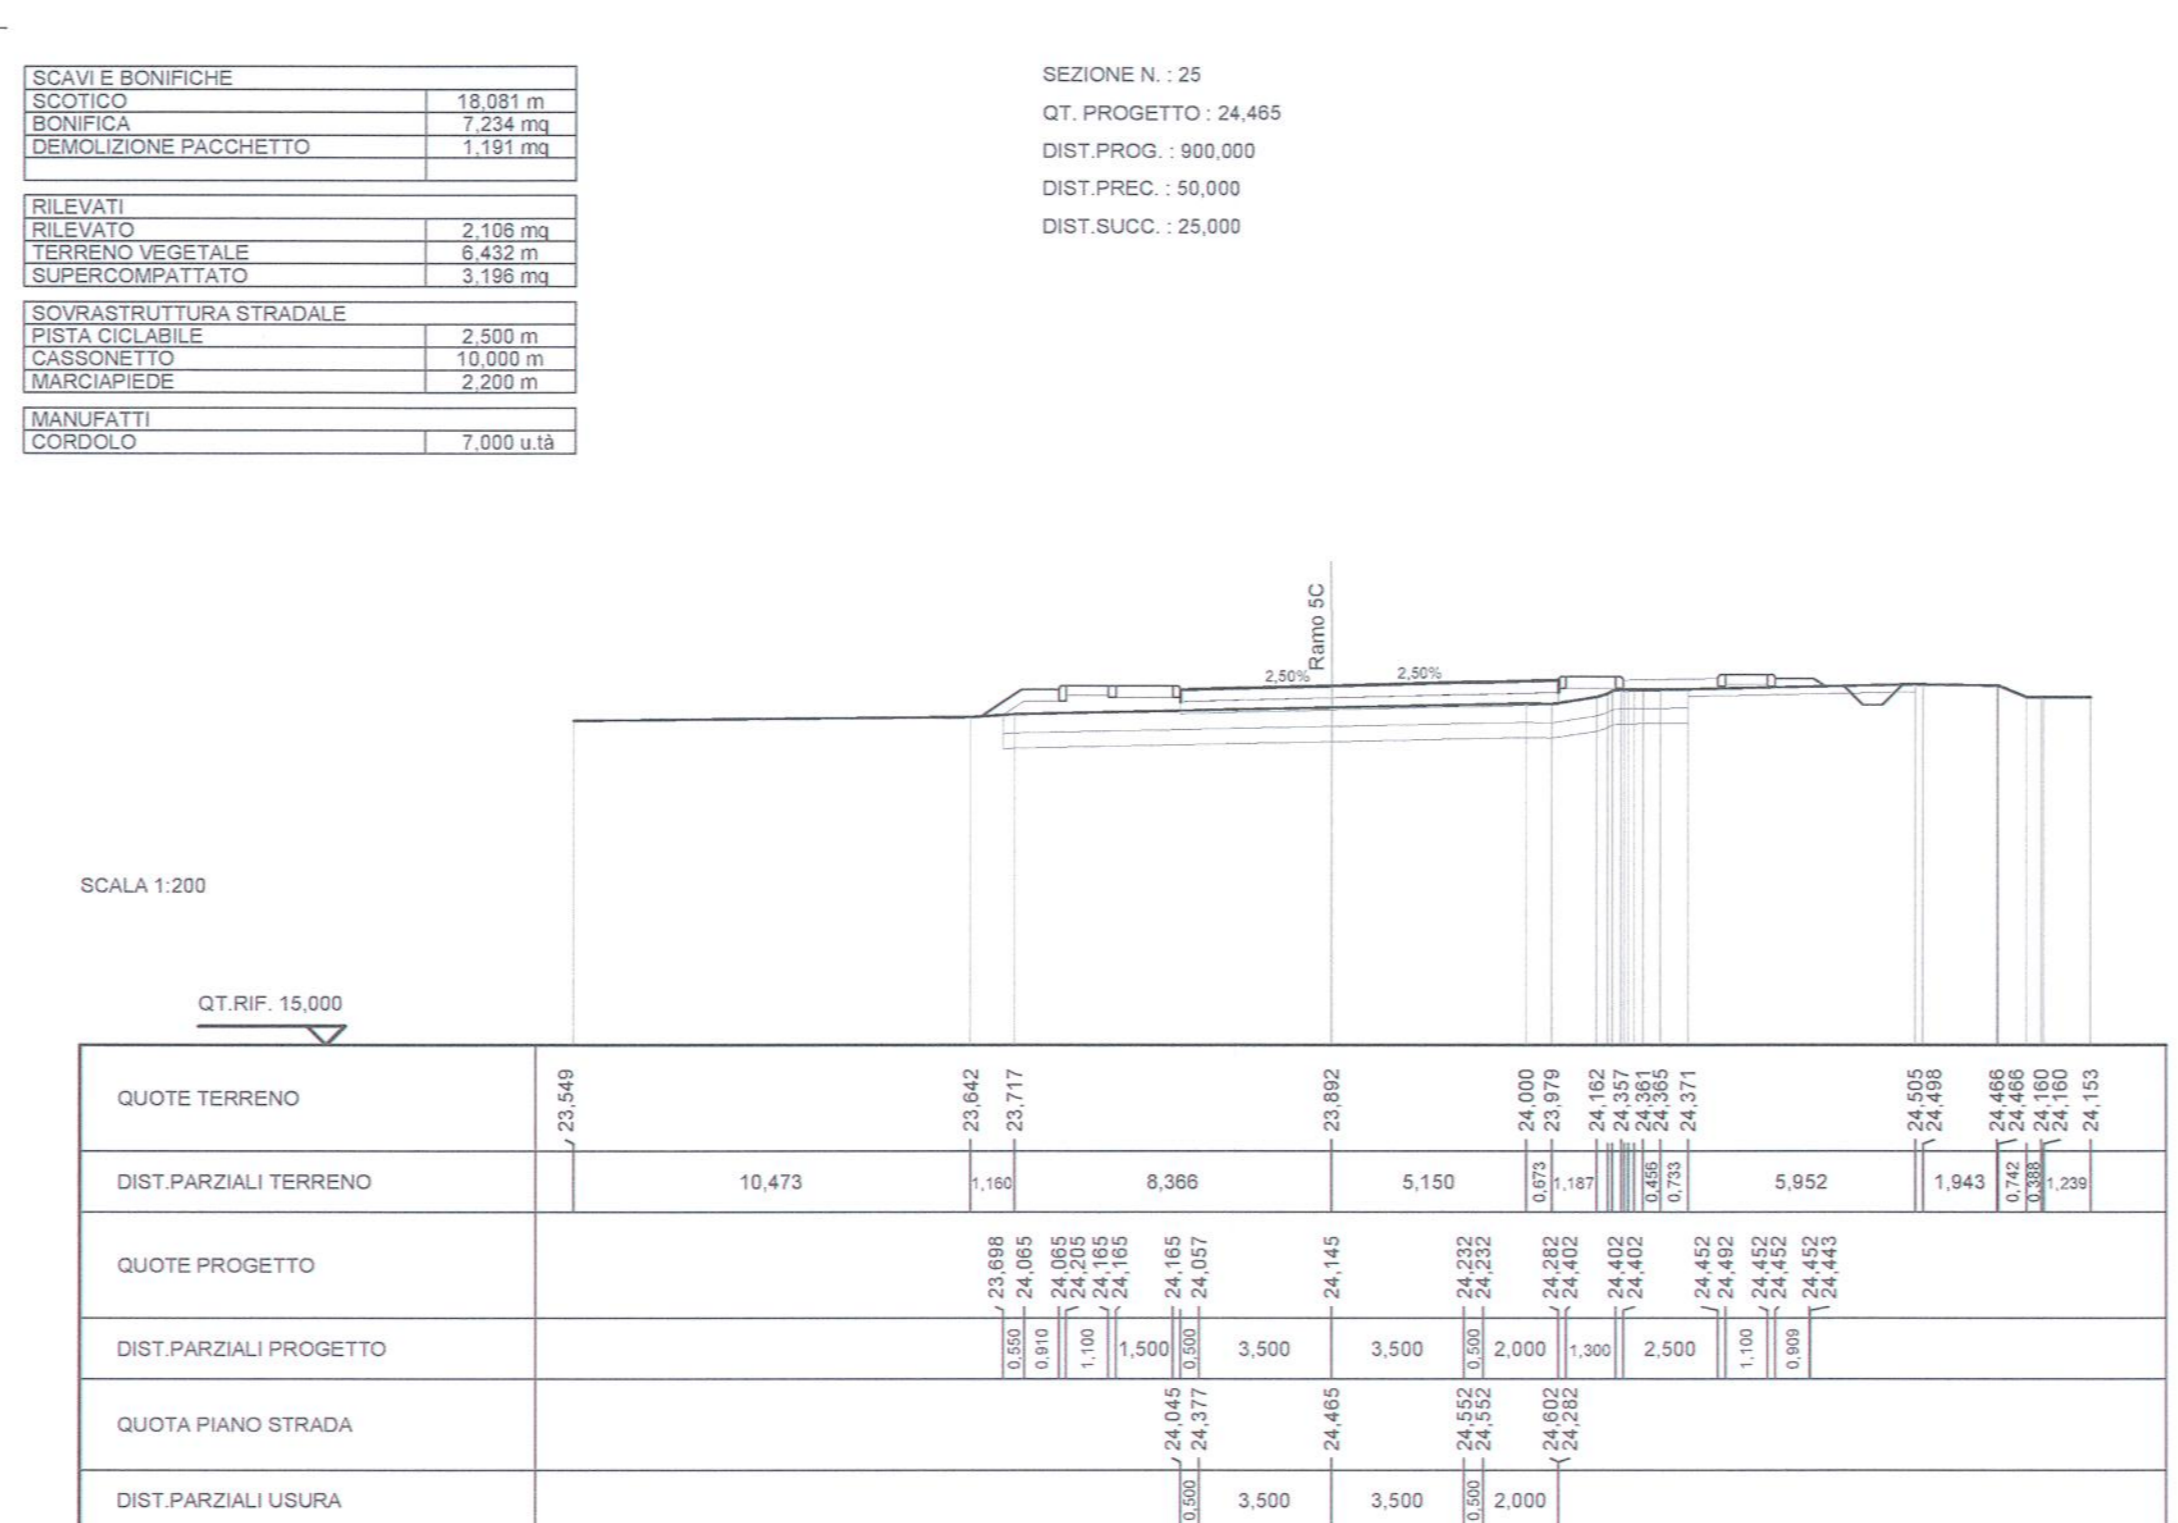 SCAVI E BONIFICHE
SCOTICO 18,081 m
BONIFICA 7,234 mq
DEMOLIZIONE PACCHETTO 1,191 mq
RILEVATI
RILEVATO 2,106 mq
TERRENO VEGETALE 6,432 m
SUPERCOMPATTATO 3,196 mq
SOVRASTRUTTURA STRADALE
PISTA CICLABILE 2,500 m
CASSONETTO 10,000 m
MARCIAPIEDE 2,200 m
MANUFATTI
CORDOLO 7,000 u.tà
SEZIONE N. : 25
QT. PROGETTO : 24,465
DIST.PROG. : 900,000
DIST.PREC. : 50,000
DIST.SUCC. : 25,000
Ramo 5C
2,50% 2,50%
SCALA 1:200
QT.RIF. 15,000
QUOTE TERRENO 23,549 23,642 23,717 23,892 24,000 23,979 24,162 24,357 24,361 24,365 24,371 24,505 24,498 24,466 24,466 24,160 24,160 24,153
DIST.PARZIALI TERRENO 10,473 1,160 8,366 5,150 0,673 1,187 0,456 0,733 5,952 1,943 0,742 0,388 1,239
QUOTE PROGETTO 23,698 24,065 24,065 24,205 24,165 24,165 24,165 24,057 24,145 24,232 24,232 24,282 24,402 24,402 24,402 24,452 24,492 24,452 24,452 24,452 24,443
DIST.PARZIALI PROGETTO 0,550 0,910 1,100 1,500 0,500 3,500 3,500 0,500 2,000 1,300 2,500 1,100 0,909
QUOTA PIANO STRADA 24,045 24,377 24,465 24,552 24,552 24,602 24,282
DIST.PARZIALI USURA 0,500 3,500 3,500 0,500 2,000